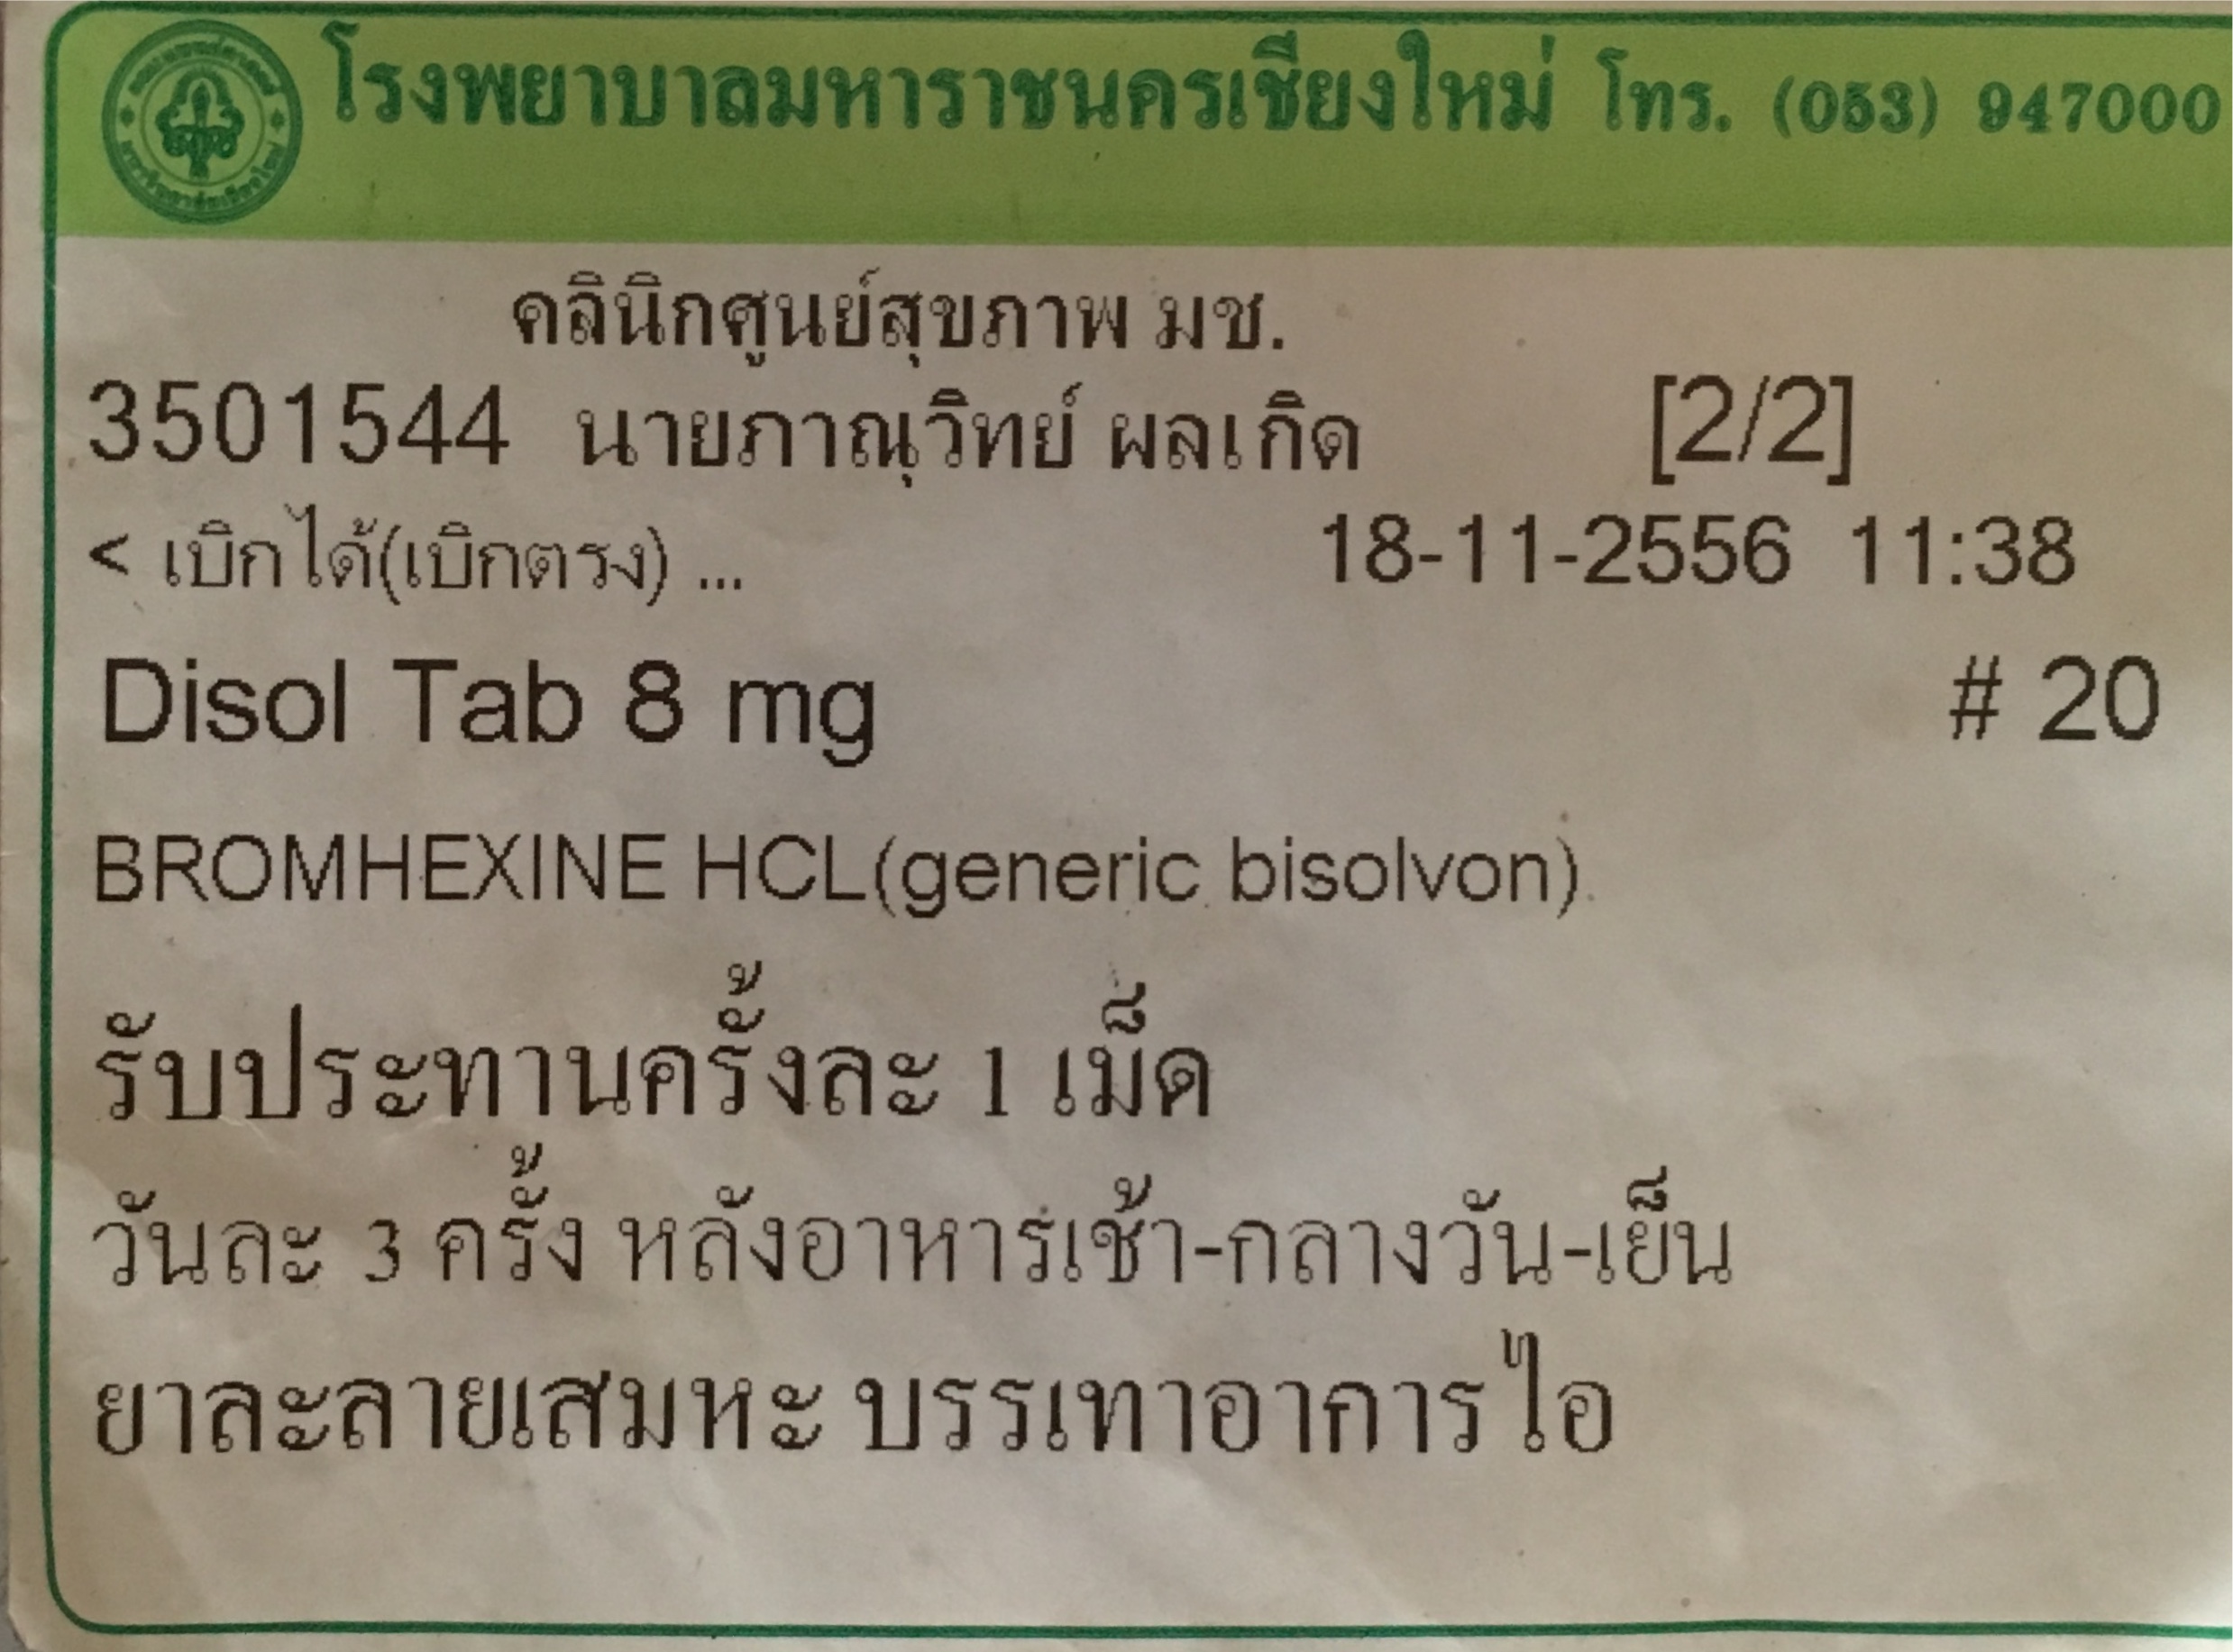 โรงพยาบาลมหาราชนครเชียงใหม่ โทร. (053) 947000
คลินิกศูนย์สุขภาพ มช.
3501544 นายภาณุวิทย์ ผลเกิด [2/2]
< เบิกได้(เบิกตรง) ... 18-11-2556 11:38
Disol Tab 8 mg # 20
BROMHEXINE HCL(generic bisolvon)
รับประทานครั้งละ 1 เม็ด
วันละ 3 ครั้ง หลังอาหารเช้า-กลางวัน-เย็น
ยาละลายเสมหะ บรรเทาอาการไอ